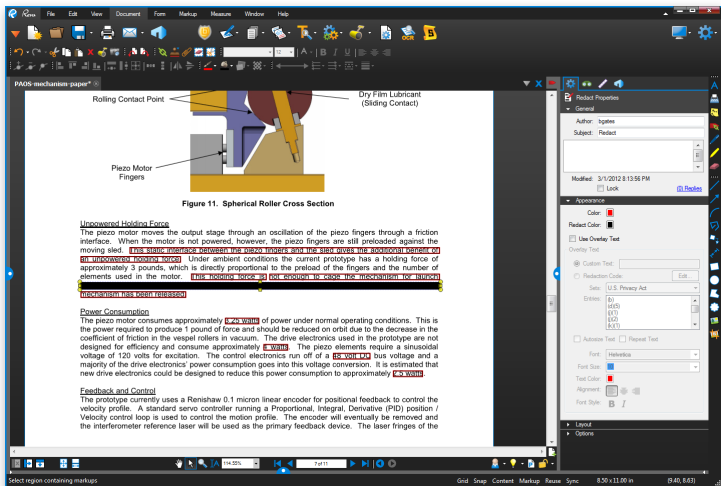 Revu File Edit View Document Form Markup Measure Window Help
12
OCR
PAOS-mechanism-paper*
Rolling Contact Point
Dry Film Lubricant
(Sliding Contact)
Piezo Motor
Fingers
Figure 11. Spherical Roller Cross Section
Unpowered Holding Force
The piezo motor moves the output stage through an oscillation of the piezo fingers through a friction
interface. When the motor is not powered, however, the piezo fingers are still preloaded against the
moving sled. This static interface between the piezo fingers and the sled gives the additional benefit of
an unpowered holding force. Under ambient conditions the current prototype has a holding force of
approximately 3 pounds, which is directly proportional to the preload of the fingers and the number of
elements used in the motor. This holding force is not enough to cage the mechanism for launch
mechanism has been released.
Power Consumption
The piezo motor consumes approximately 3.25 watts of power under normal operating conditions. This is
the power required to produce 1 pound of force and should be reduced on orbit due to the decrease in the
coefficient of friction in the vespel rollers in vacuum. The drive electronics used in the prototype are not
designed for efficiency and consume approximately watts. The piezo elements require a sinusoidal
voltage of 120 volts for excitation. The control electronics run off of a 48 volt DC bus voltage and a
majority of the drive electronics' power consumption goes into this voltage conversion. It is estimated that
new drive electronics could be designed to reduce this power consumption to approximately 2.5 watts.
Feedback and Control
The prototype currently uses a Renishaw 0.1 micron linear encoder for positional feedback to control the
velocity profile. A standard servo controller running a Proportional, Integral, Derivative (PID) position /
Velocity control loop is used to control the motion profile. The encoder will eventually be removed and
the interferometer reference laser will be used as the primary feedback device. The laser fringes of the
Redact Properties
General
Author: bgates
Subject: Redact
Modified: 3/1/2012 8:13:56 PM
Lock (0) Replies
Appearance
Color:
Redact Color:
Use Overlay Text
Overlay Text
Custom Text:
Redaction Code: Edit...
Sets: U.S. Privacy Act
Entries: (b)
(d)(5)
(j)(1)
(j)(2)
(k)(1)
Autosize Text Repeat Text
Font: Helvetica
Font Size:
Text Color:
Alignment:
Font Style: B I
Layout
Options
114.55%
7 of 11
Select region containing markups
Grid Snap Content Markup Reuse Sync 8.50 x 11.00 in (9.40, 8.63)